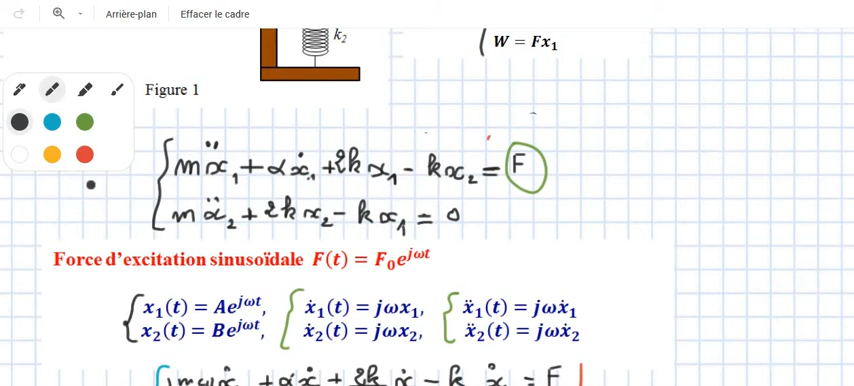 Arrière-plan Effacer le cadre
k₂
W = Fx₁
Figure 1
mẍ₁ + αẋ₁ + 2kx₁ - kx₂ = F
mẍ₂ + 2kx₂ - kx₁ = 0
Force d'excitation sinusoïdale F(t) = F₀e^{jωt}
x₁(t) = Ae^{jωt}, ẋ₁(t) = jωx₁, ẍ₁(t) = jωẋ₁
x₂(t) = Be^{jωt}, ẋ₂(t) = jωx₂, ẍ₂(t) = jωẋ₂